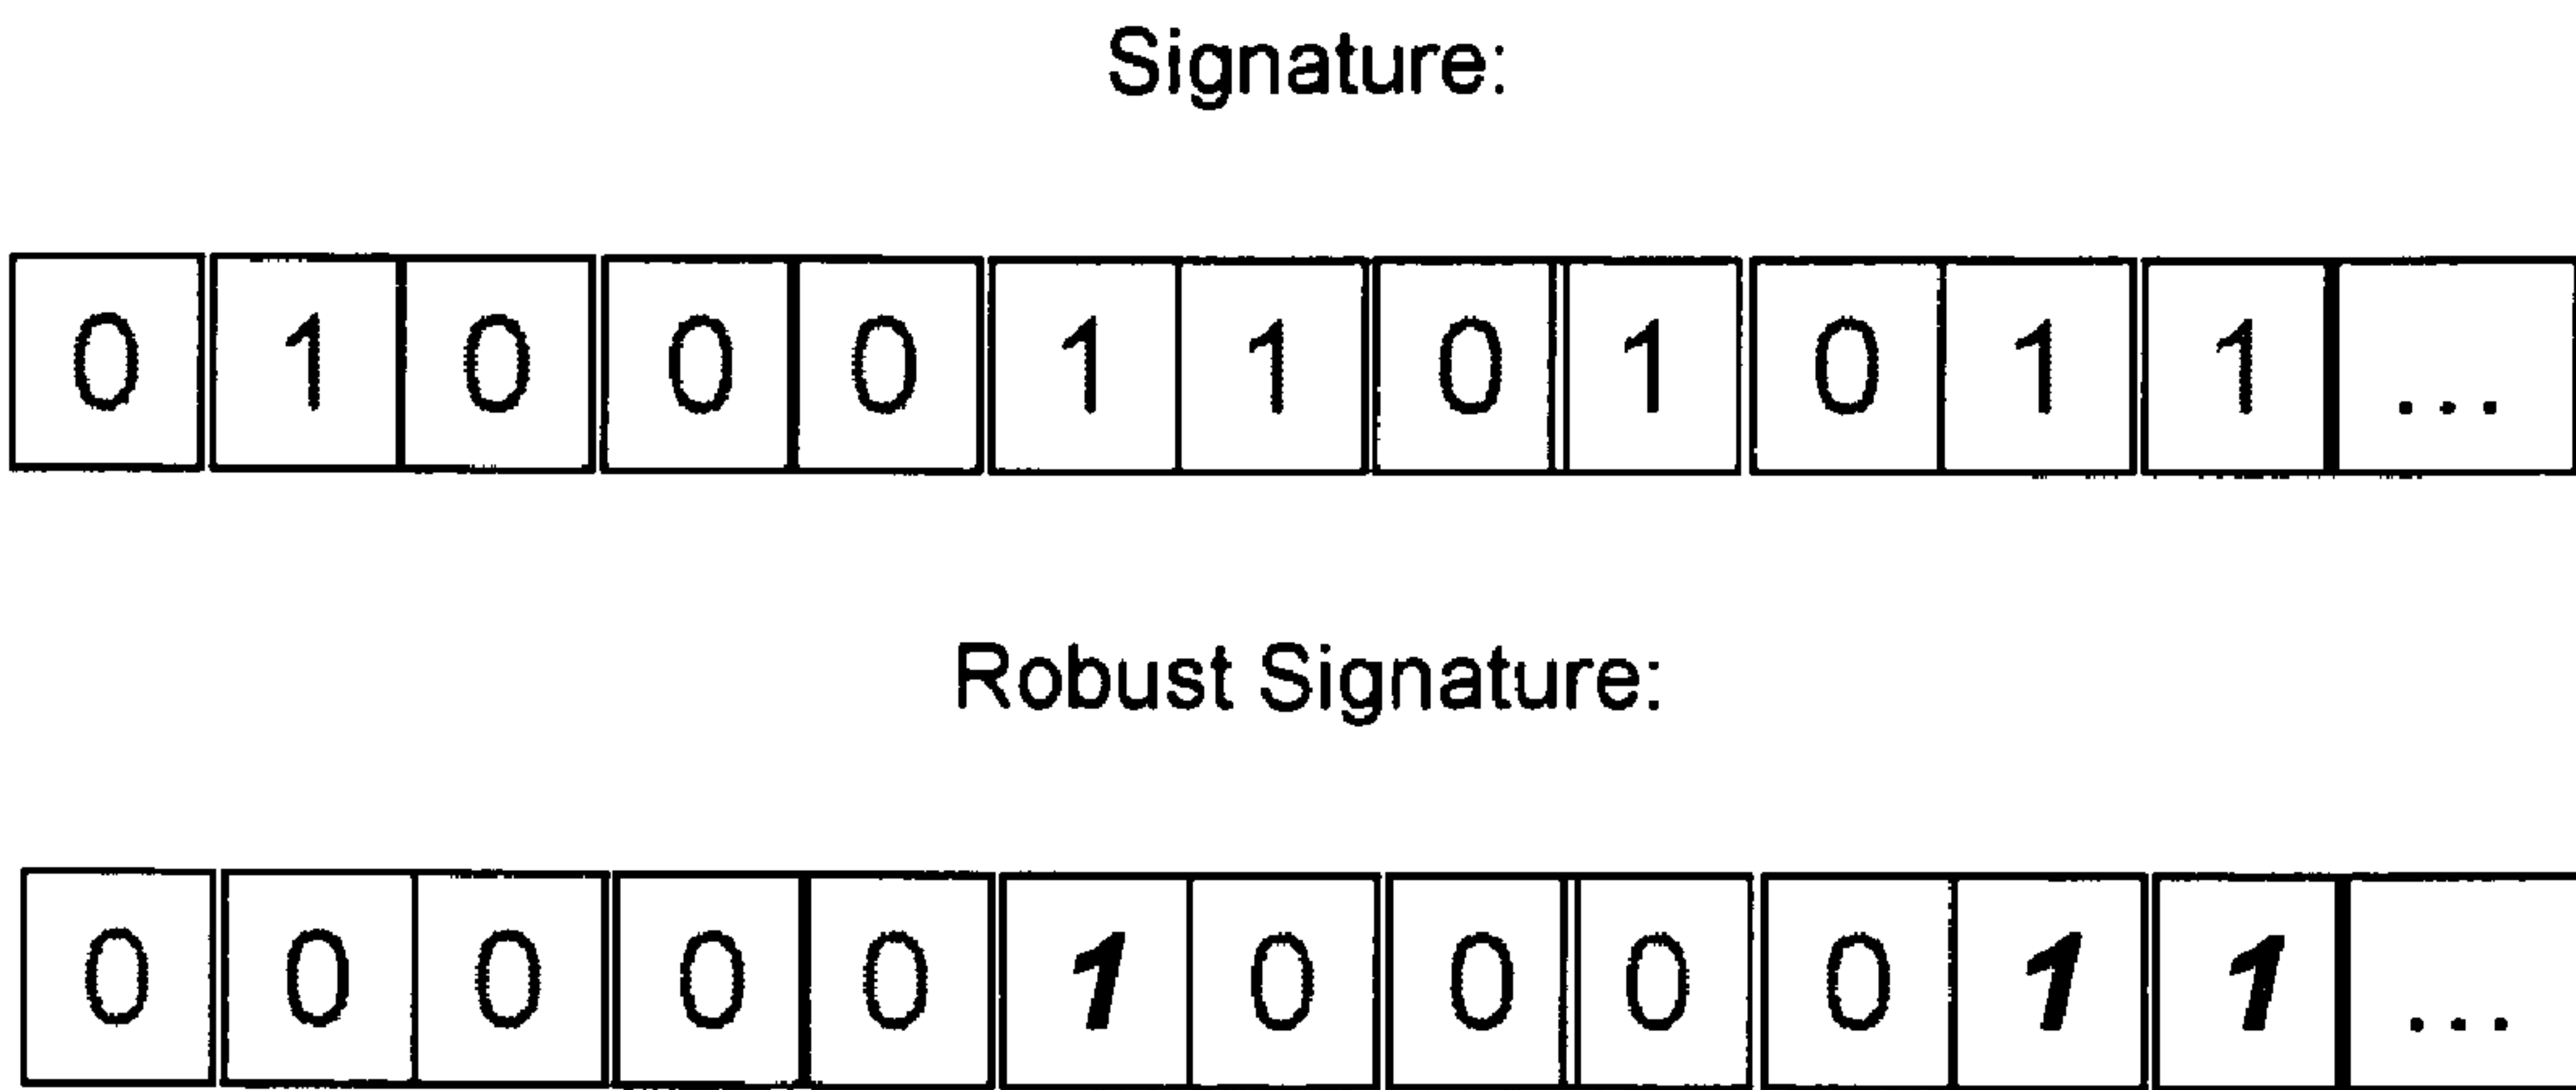 Signature:
0 1 0 0 0 1 1 0 1 0 1 1 ...
Robust Signature:
0 0 0 0 0 1 0 0 0 0 1 1 ...